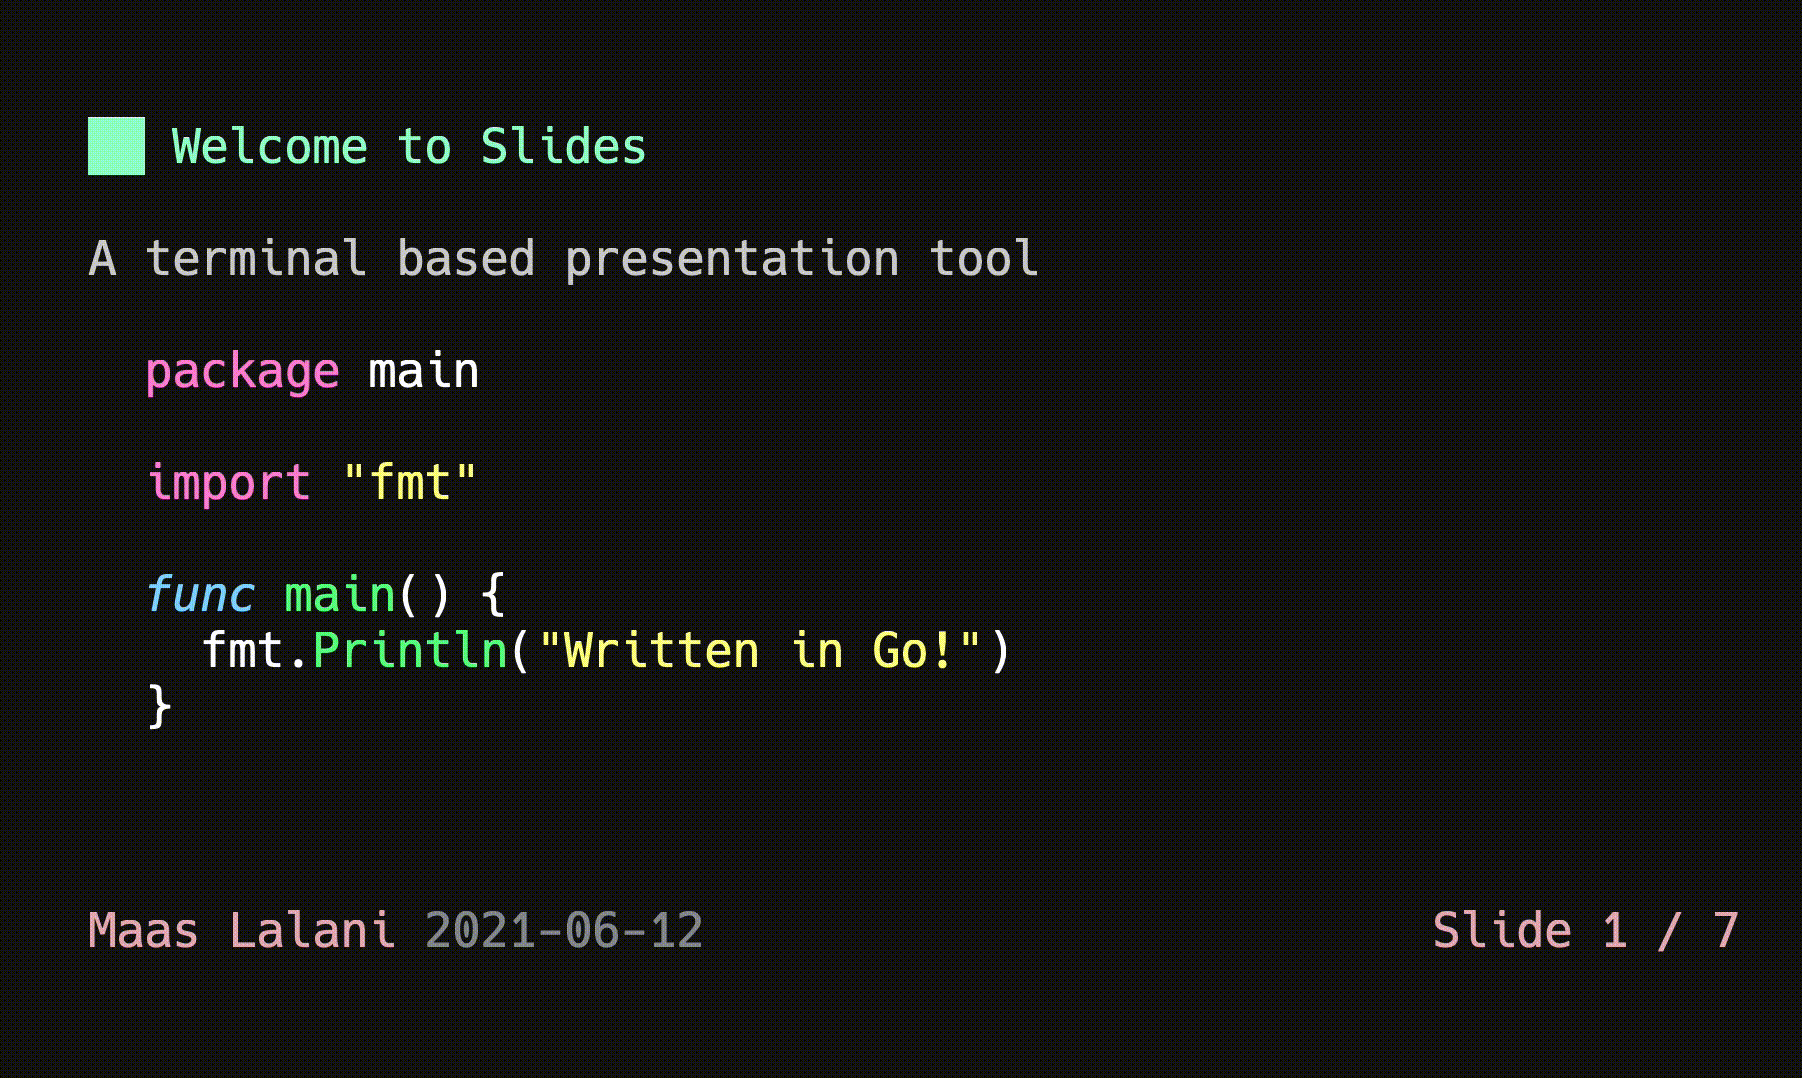 Welcome to Slides
A terminal based presentation tool
package main
import "fmt"
func main() {
  fmt.Println("Written in Go!")
}
Maas Lalani 2021-06-12 Slide 1 / 7